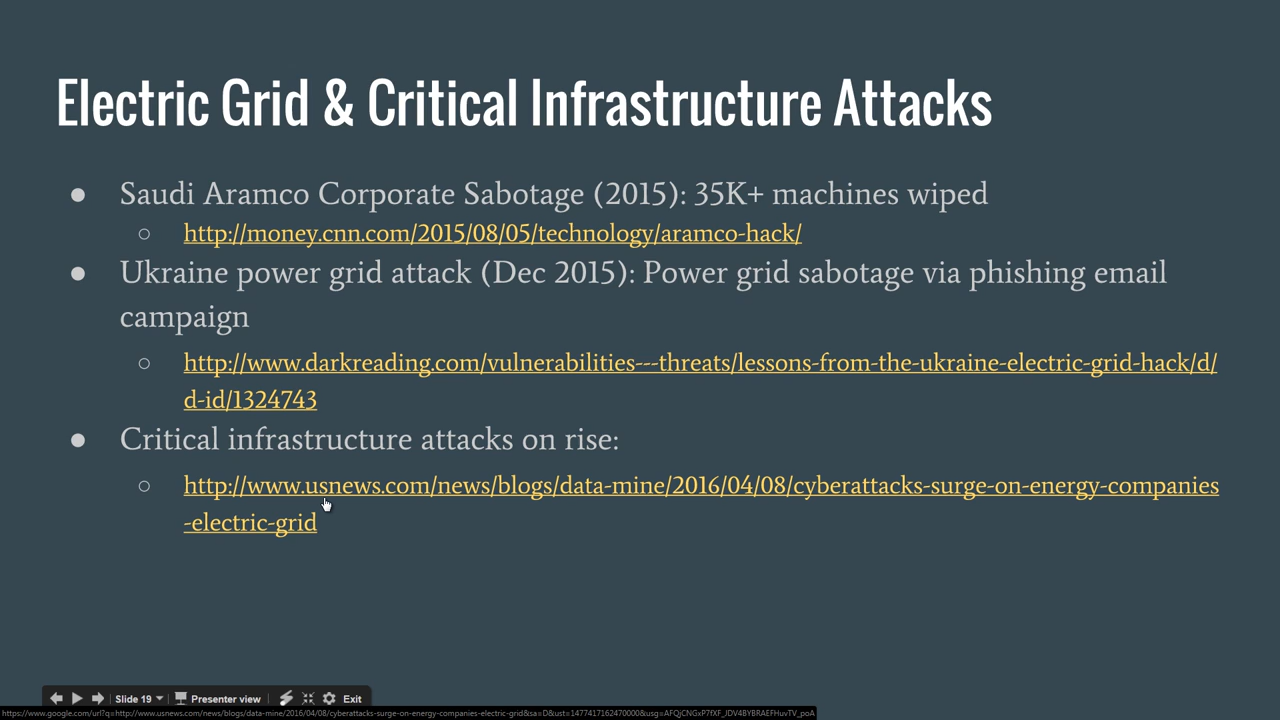 Electric Grid & Critical Infrastructure Attacks
● Saudi Aramco Corporate Sabotage (2015): 35K+ machines wiped
○ http://money.cnn.com/2015/08/05/technology/aramco-hack/
● Ukraine power grid attack (Dec 2015): Power grid sabotage via phishing email
campaign
○ http://www.darkreading.com/vulnerabilities---threats/lessons-from-the-ukraine-electric-grid-hack/d/
d-id/1324743
● Critical infrastructure attacks on rise:
○ http://www.usnews.com/news/blogs/data-mine/2016/04/08/cyberattacks-surge-on-energy-companies
-electric-grid
Slide 19 Presenter view Exit